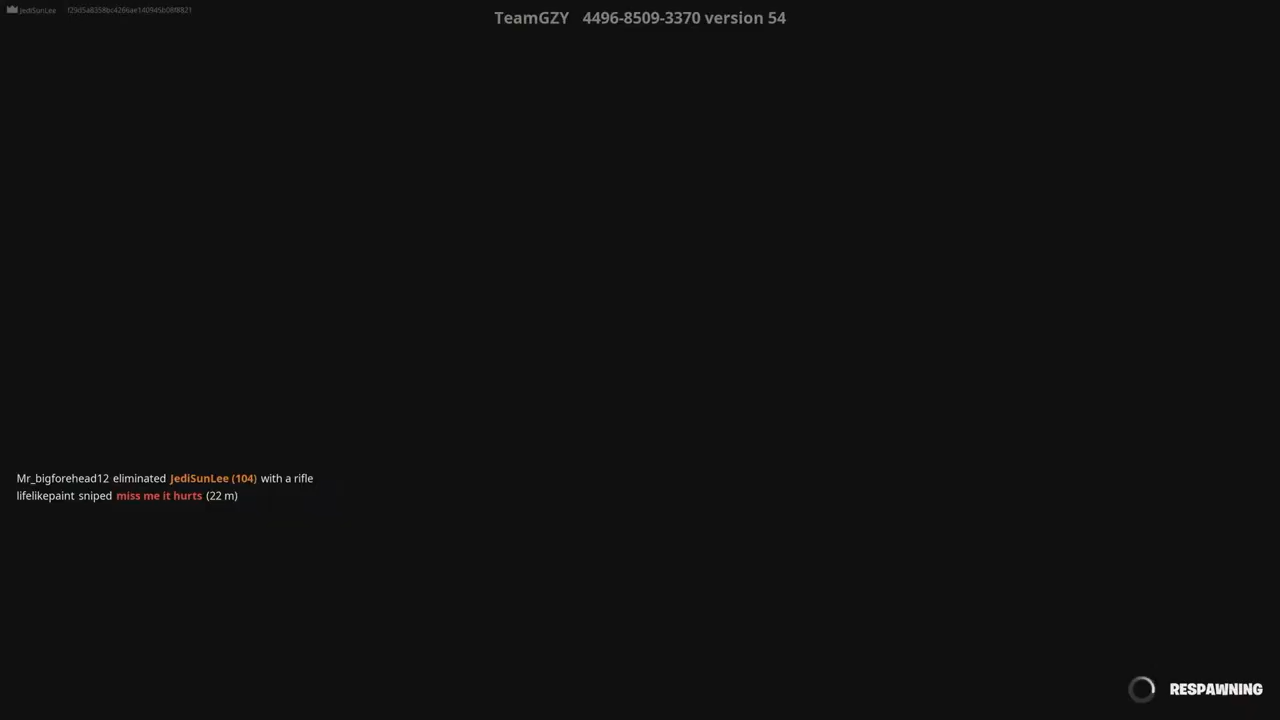 JediSunLee
TeamGZY 4496-8509-3370 version 54
Mr_bigforehead12 eliminated JediSunLee (104) with a rifle
lifelikepaint sniped miss me it hurts (22 m)
RESPAWNING